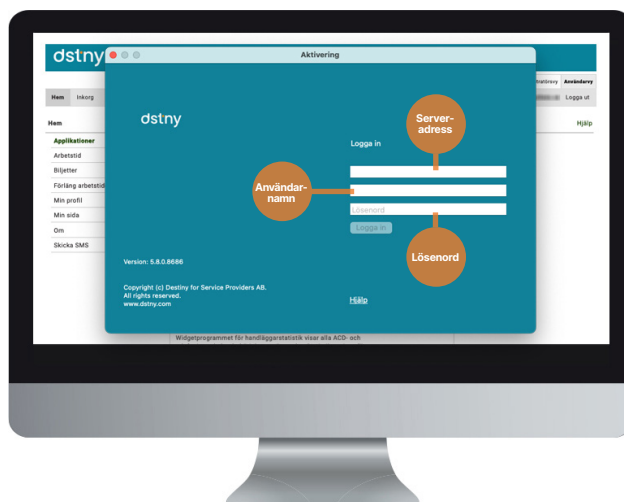 dstny
Aktivering
Användarvy
Hem Inkorg
Logga ut
Hem
Hjälp
Applikationer
Arbetstid
Biljetter
Förläng arbetstid
Min profil
Min sida
Om
Skicka SMS
dstny
Server-
adress
Logga in
Användar-
namn
Lösenord
Logga in
Lösenord
Version: 5.8.0.8686
Copyright (c) Destiny for Service Providers AB.
All rights reserved.
www.dstny.com
Hjälp
Widgetprogrammet för handläggarstatistik visar alla ACD- och